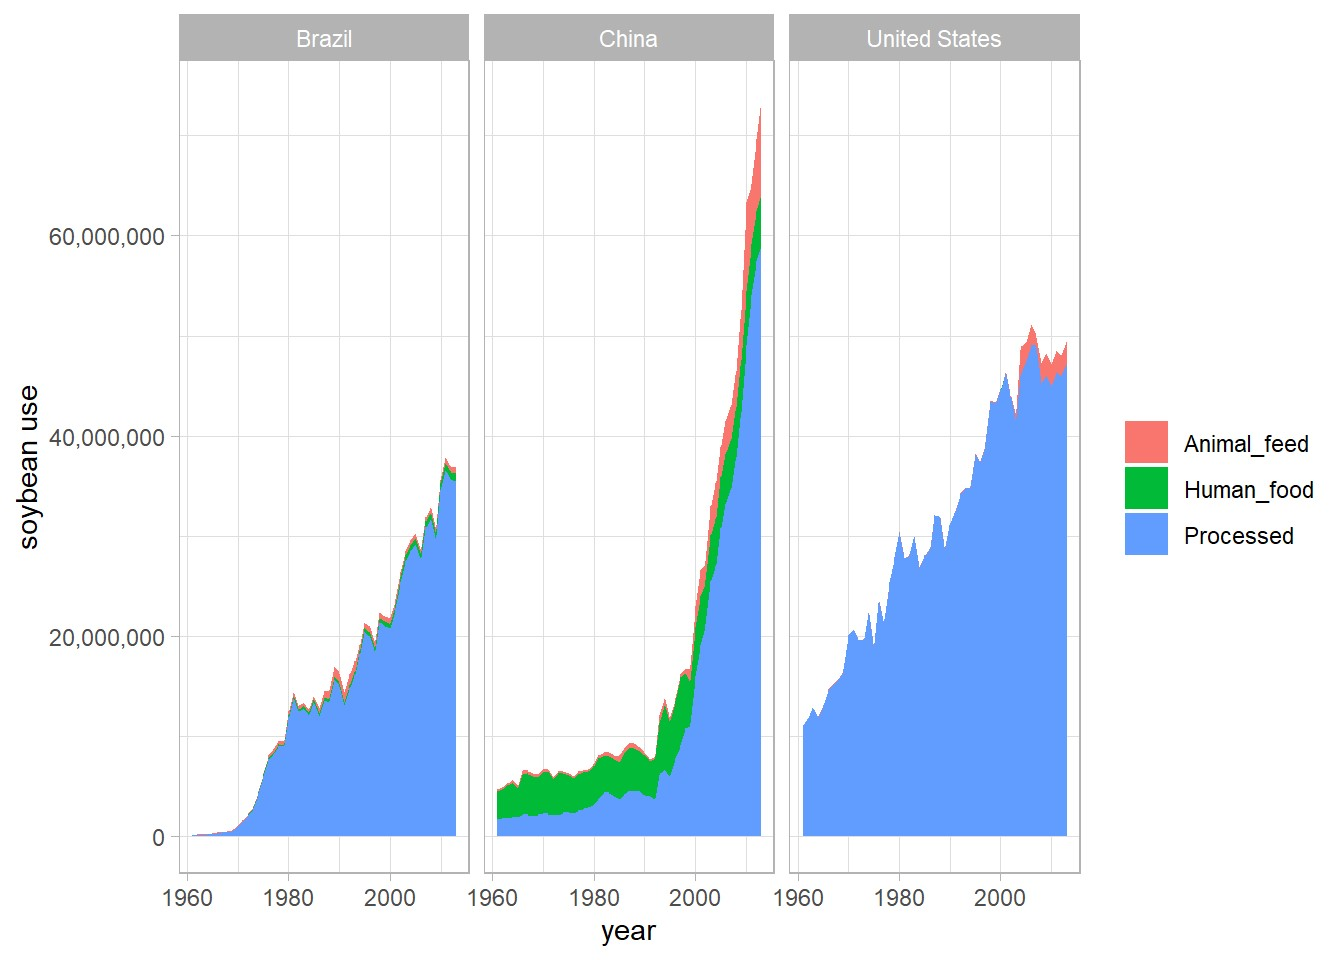 Brazil
China
United States
60,000,000
40,000,000
20,000,000
0
soybean use
1960 1980 2000
1960 1980 2000
1960 1980 2000
year
Animal_feed
Human_food
Processed